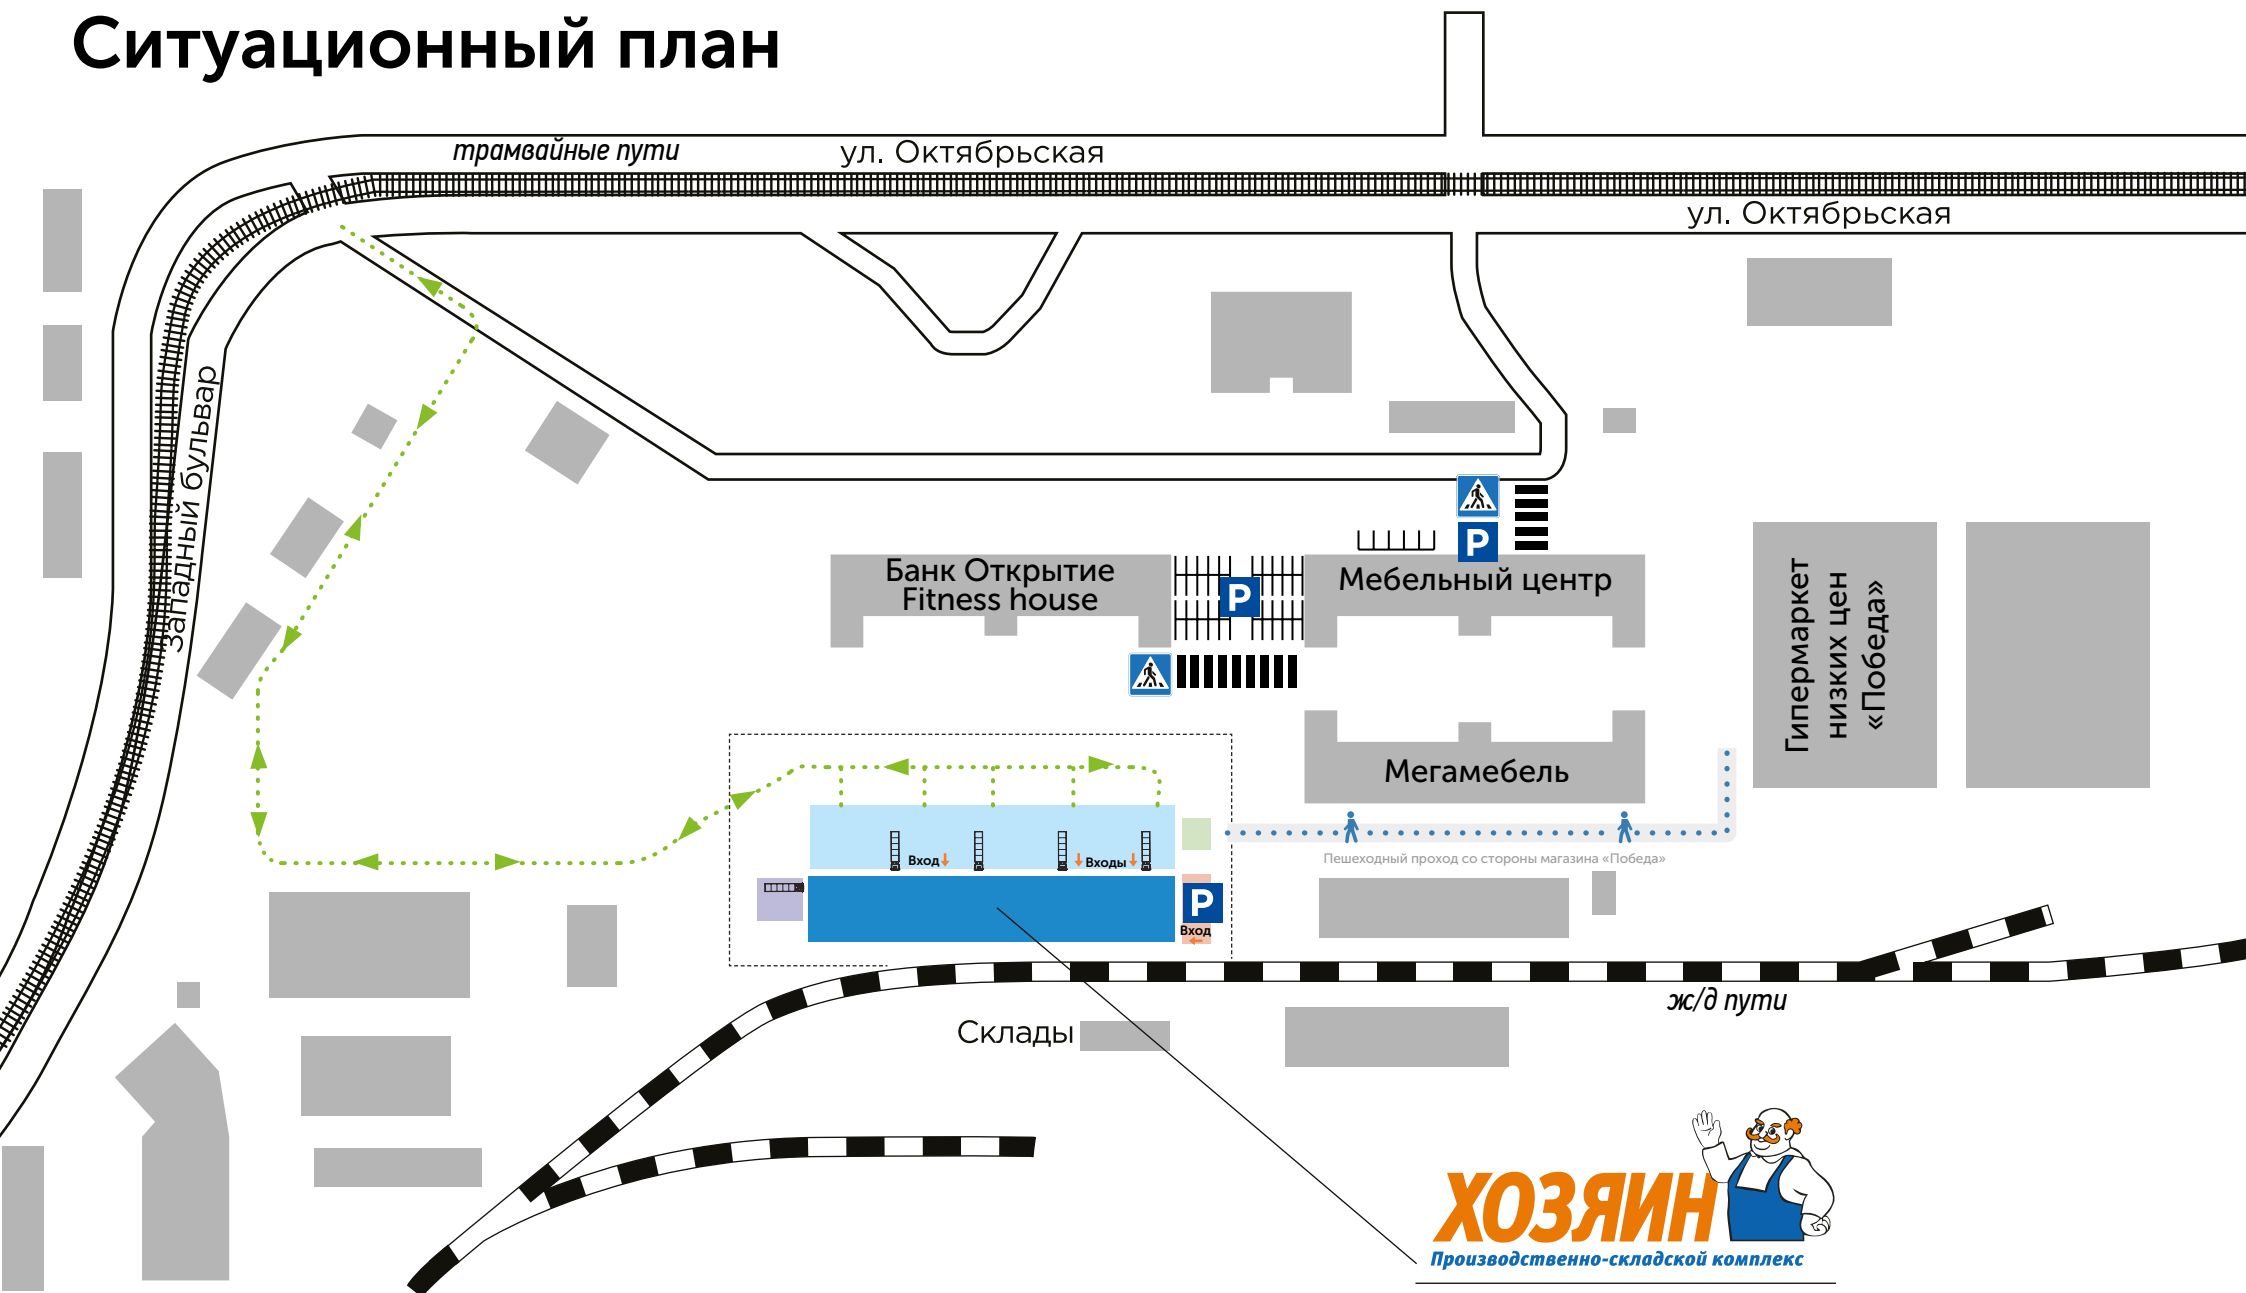 Ситуационный план
трамвайные пути
ул. Октябрьская
ул. Октябрьская
Западный бульвар
Банк Открытие
Fitness house
P
P
Мебельный центр
Гипермаркет
низких цен
«Победа»
Мегамебель
Вход
Входы
Пешеходный проход со стороны магазина «Победа»
P
Вход
ж/д пути
Склады
ХОЗЯИН
Производственно-складской комплекс